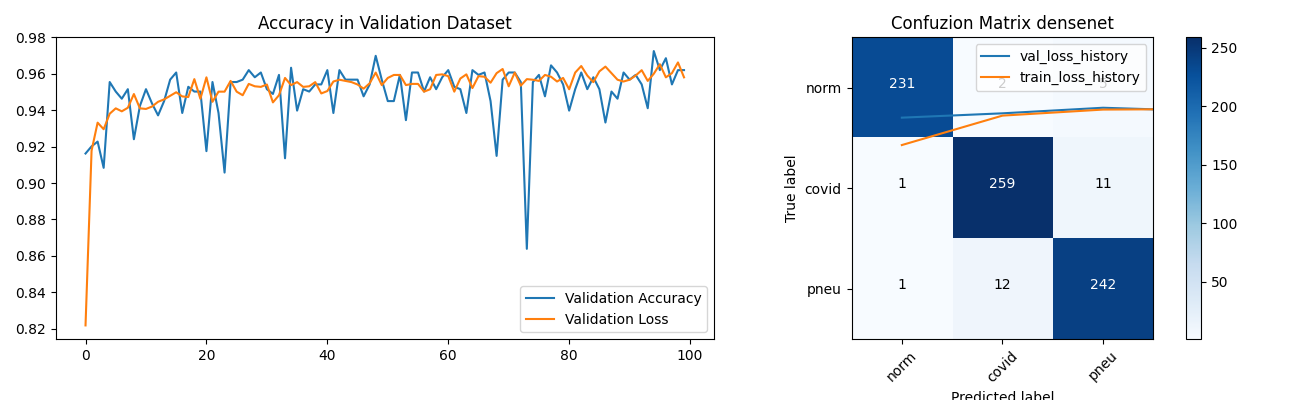 Accuracy in Validation Dataset
0.98
0.96
0.94
0.92
0.90
0.88
0.86
0.84
0.82
0
20
40
60
80
100
Validation Accuracy
Validation Loss
Confuzion Matrix densenet
val_loss_history
train_loss_history
True label
norm
covid
pneu
231
2
1
259
11
1
12
242
norm
covid
pneu
Predicted label
250
200
150
100
50